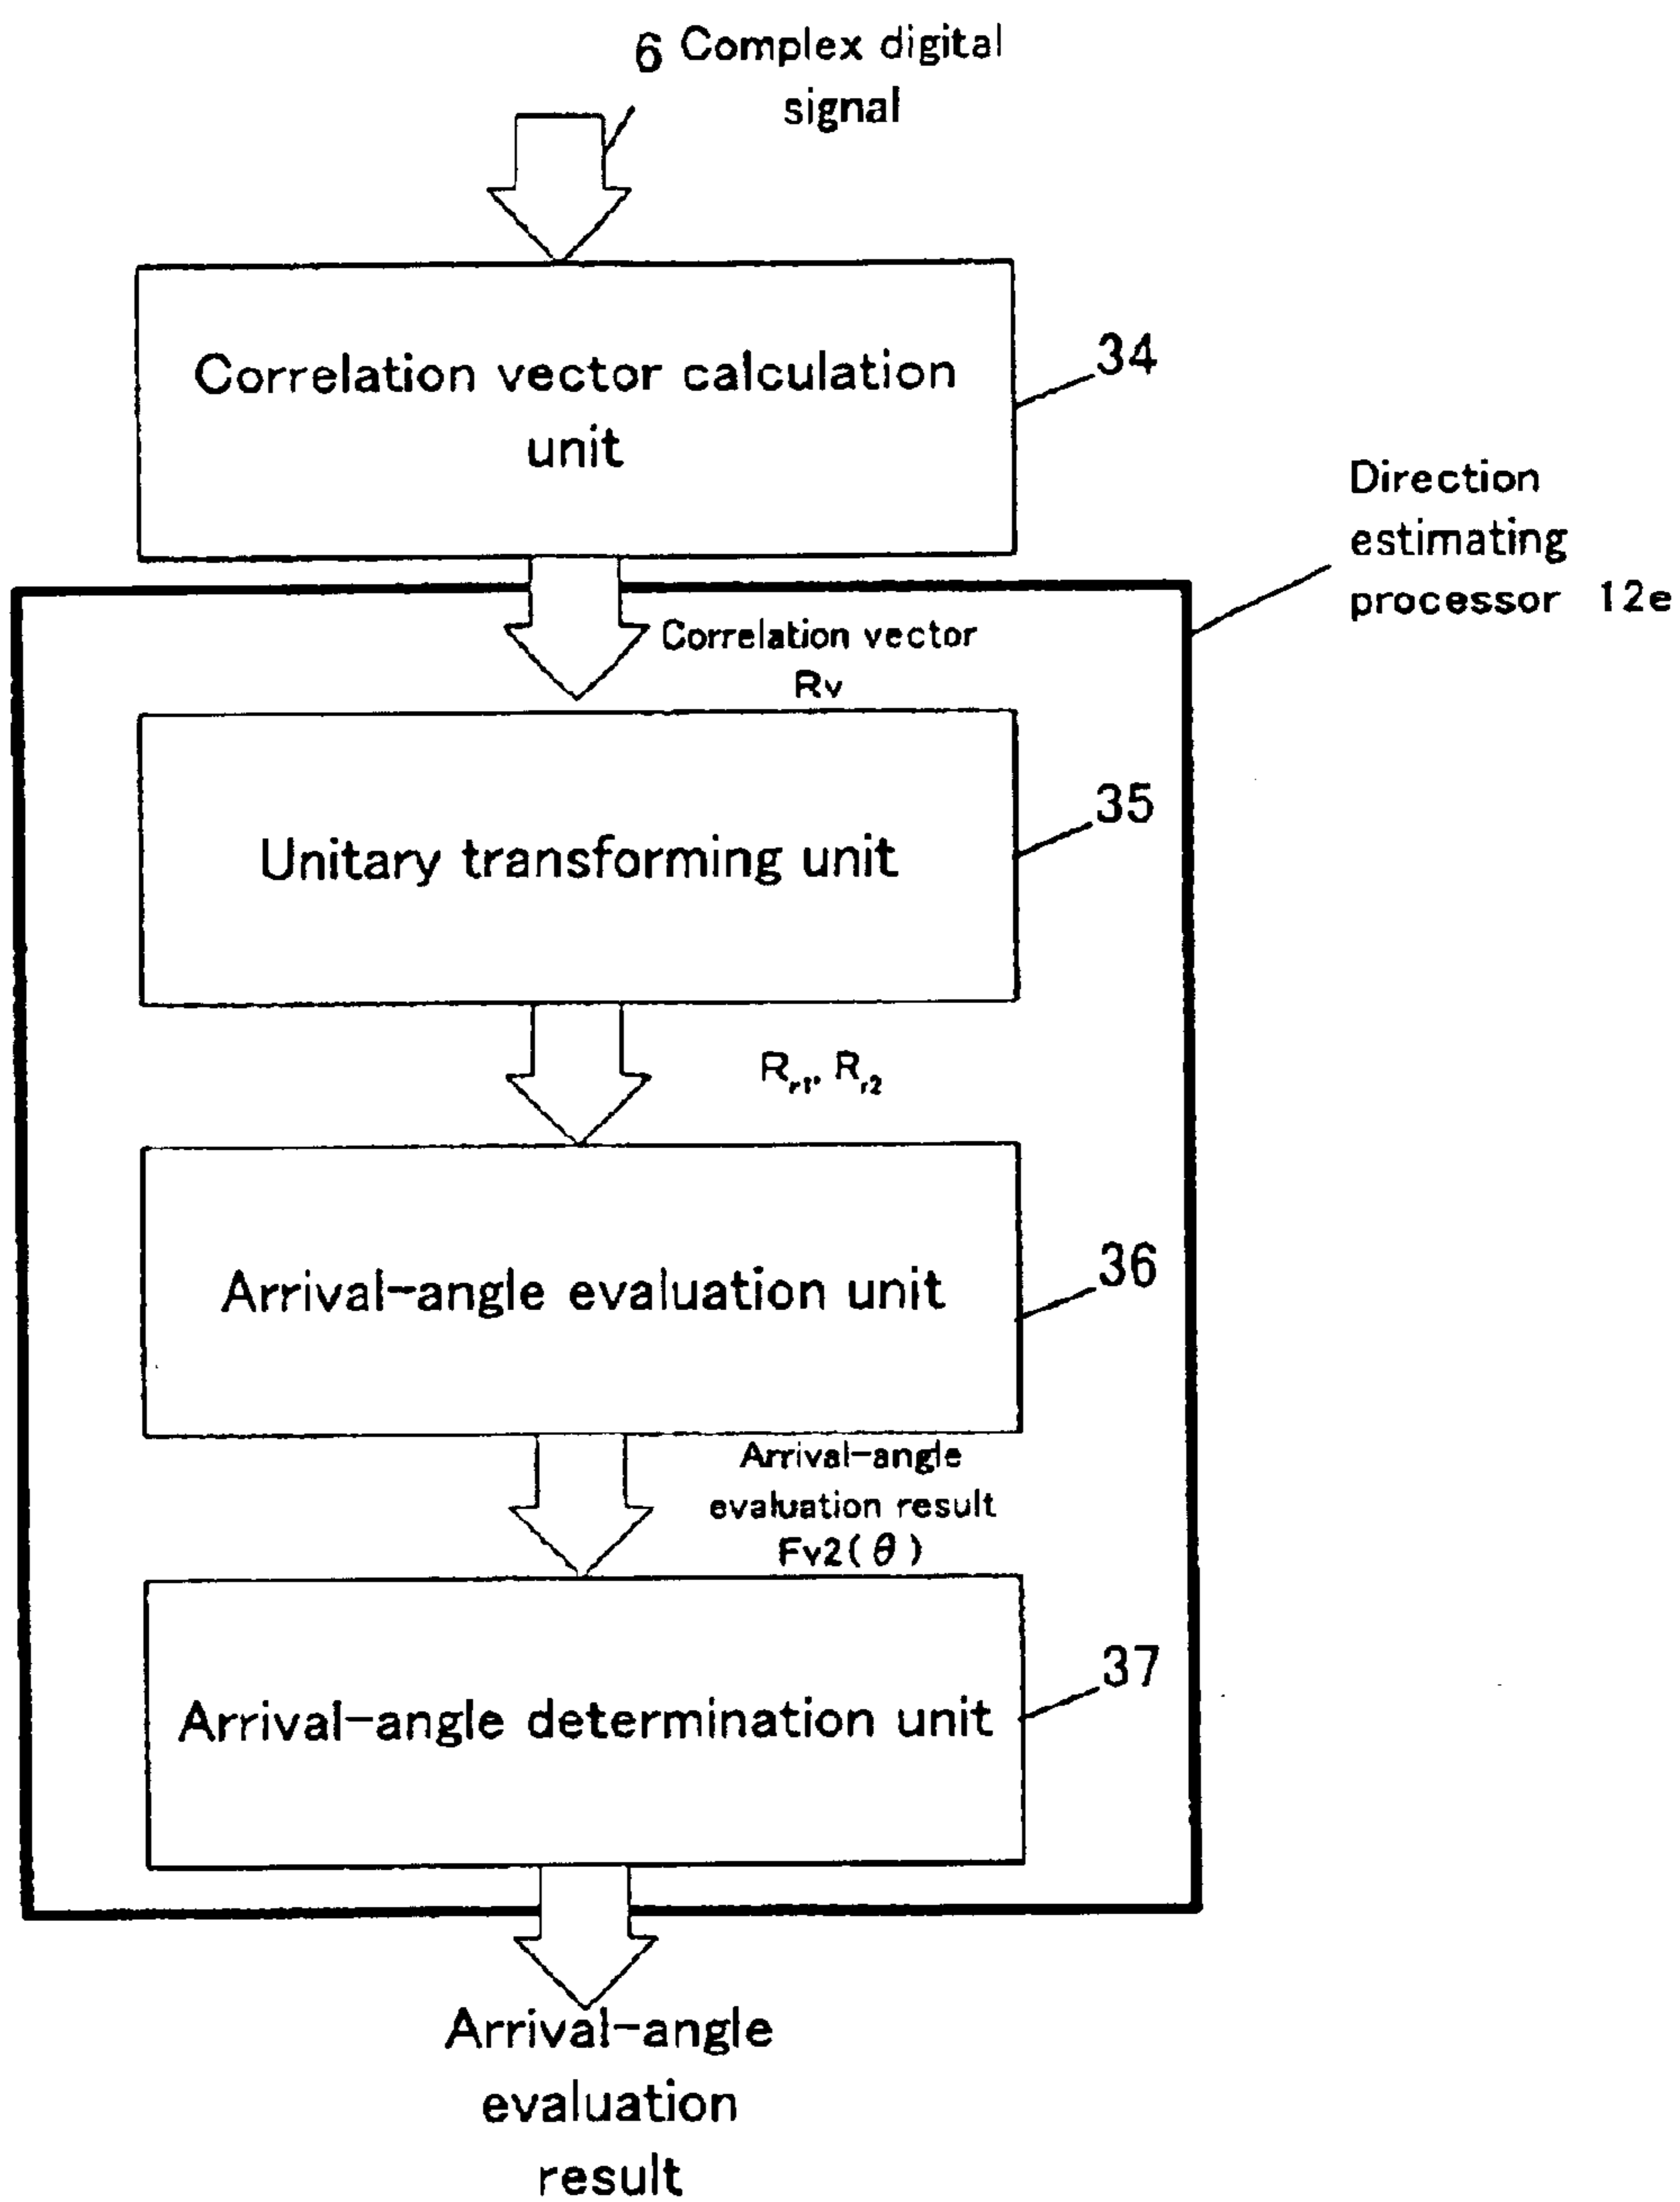 6 Complex digital
signal
Correlation vector calculation
unit
34
Direction
estimating
processor 12e
Correlation vector
Rv
Unitary transforming unit
35
Rr1, Rr2
Arrival-angle evaluation unit
36
Arrival-angle
evaluation result
Fv2(θ)
Arrival-angle determination unit
37
Arrival-angle
evaluation
result